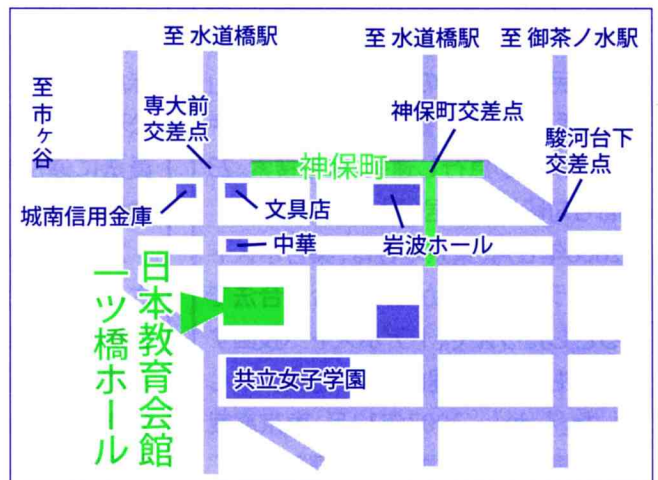 至 水道橋駅
至 水道橋駅
至 御茶ノ水駅
至市ヶ谷
専大前
交差点
神保町交差点
駿河台下
交差点
神保町
城南信用金庫
文具店
岩波ホール
中華
日本教育会館
一ツ橋ホール
共立女子学園